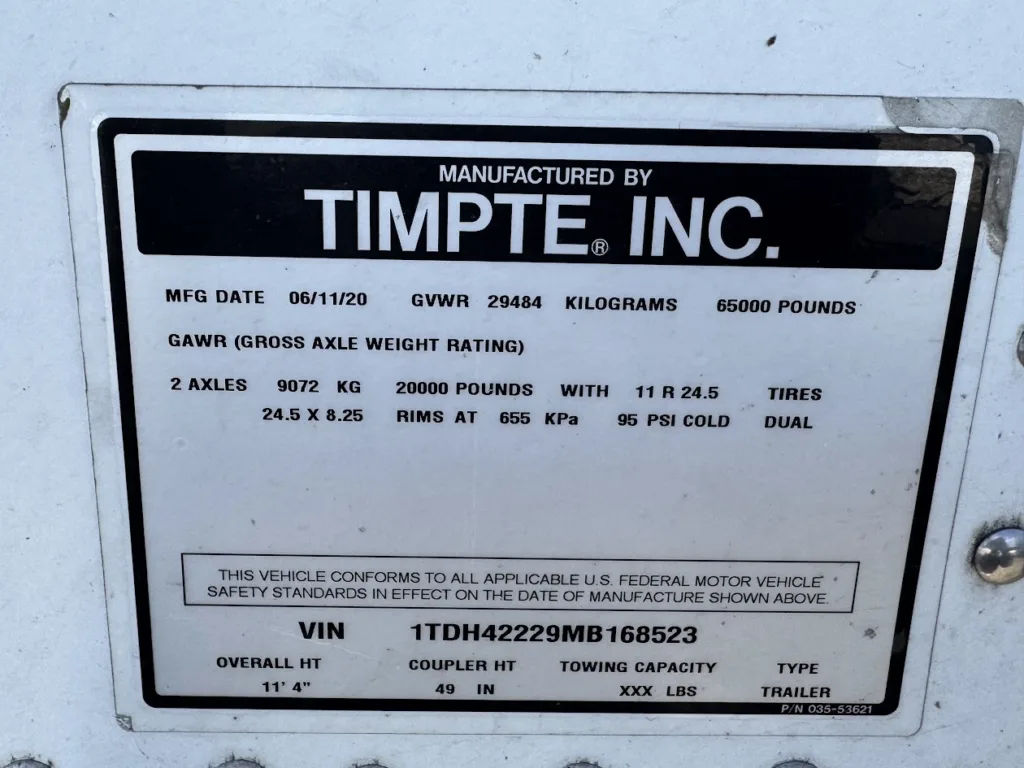 MANUFACTURED BY
TIMPTE® INC.
MFG DATE 06/11/20 GVWR 29484 KILOGRAMS 65000 POUNDS
GAWR (GROSS AXLE WEIGHT RATING)
2 AXLES 9072 KG 20000 POUNDS WITH 11 R 24.5 TIRES
24.5 X 8.25 RIMS AT 655 KPa 95 PSI COLD DUAL
THIS VEHICLE CONFORMS TO ALL APPLICABLE U.S. FEDERAL MOTOR VEHICLE
SAFETY STANDARDS IN EFFECT ON THE DATE OF MANUFACTURE SHOWN ABOVE.
VIN 1TDH42229MB168523
OVERALL HT COUPLER HT TOWING CAPACITY TYPE
11' 4" 49 IN XXX LBS TRAILER
P/N 035-53621